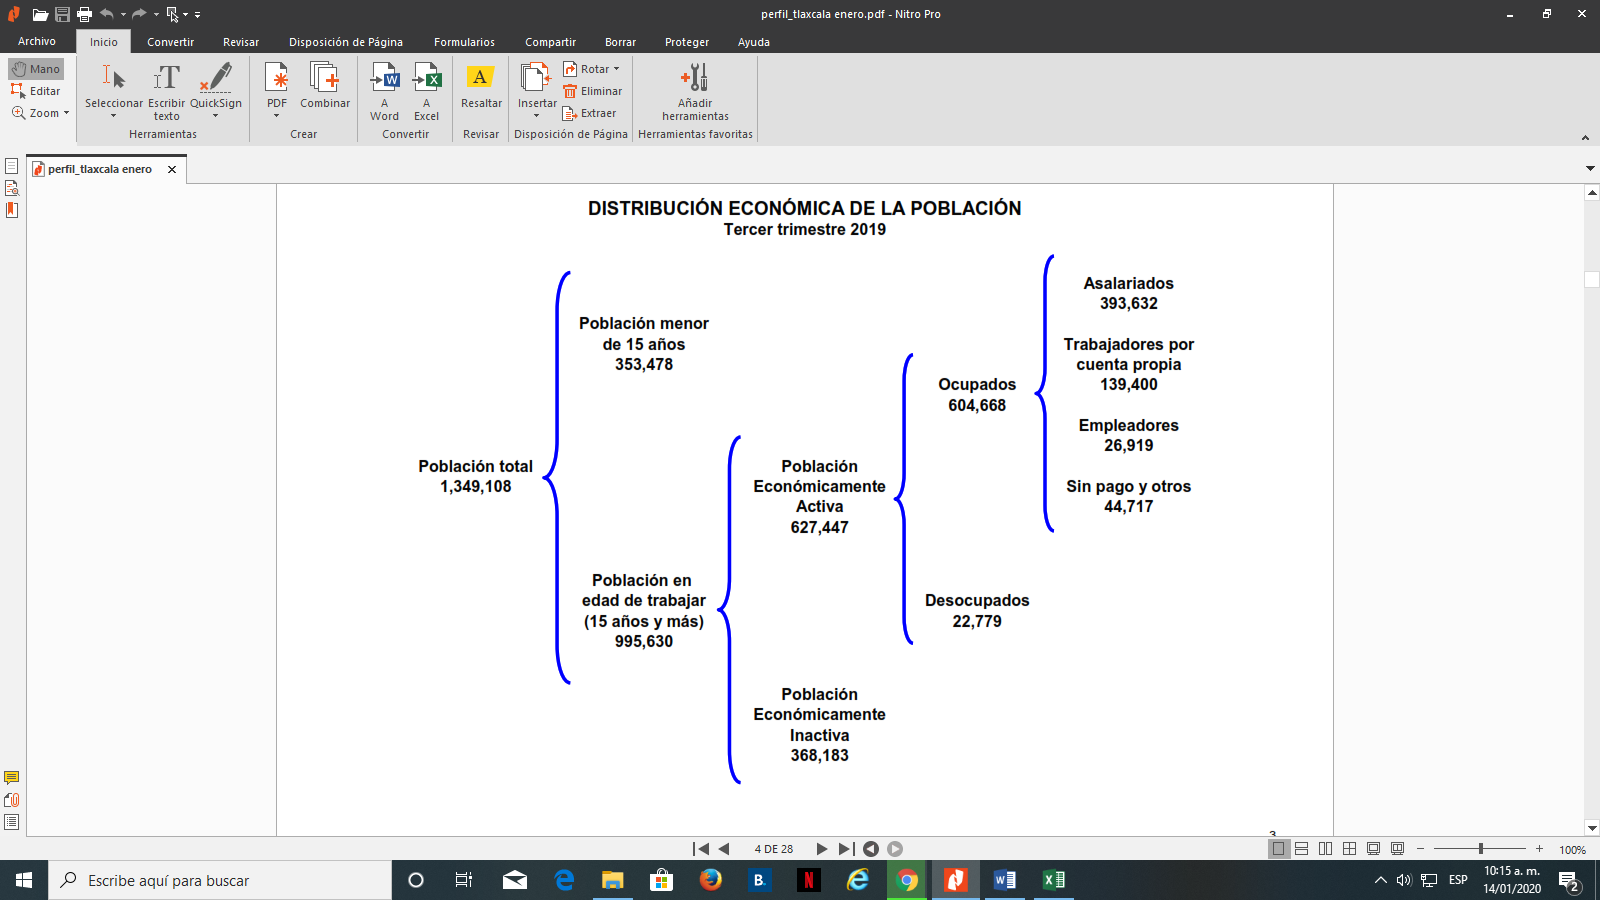 perfil_tlaxcala enero.pdf - Nitro Pro
Archivo
Inicio
Convertir
Revisar
Disposición de Página
Formularios
Compartir
Borrar
Proteger
Ayuda
Mano
Editar
Zoom
Seleccionar
Escribir
texto
QuickSign
Herramientas
PDF
Combinar
Crear
A
Word
A
Excel
Convertir
Resaltar
Revisar
Insertar
Rotar
Eliminar
Extraer
Disposición de Página
Añadir
herramientas
Herramientas favoritas
perfil_tlaxcala enero
DISTRIBUCIÓN ECONÓMICA DE LA POBLACIÓN
Tercer trimestre 2019
Población total
1,349,108
Población menor
de 15 años
353,478
Población en
edad de trabajar
(15 años y más)
995,630
Población
Económicamente
Activa
627,447
Población
Económicamente
Inactiva
368,183
Ocupados
604,668
Desocupados
22,779
Asalariados
393,632
Trabajadores por
cuenta propia
139,400
Empleadores
26,919
Sin pago y otros
44,717
3
4 DE 28
100%
Escribe aquí para buscar
ESP
10:15 a. m.
14/01/2020
2